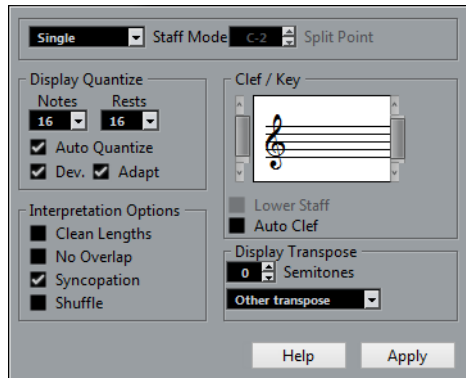 Single Staff Mode C-2 Split Point
Display Quantize
Notes Rests
16 16
Auto Quantize
Dev. Adapt
Interpretation Options
Clean Lengths
No Overlap
Syncopation
Shuffle
Clef / Key
Lower Staff
Auto Clef
Display Transpose
0 Semitones
Other transpose
Help Apply